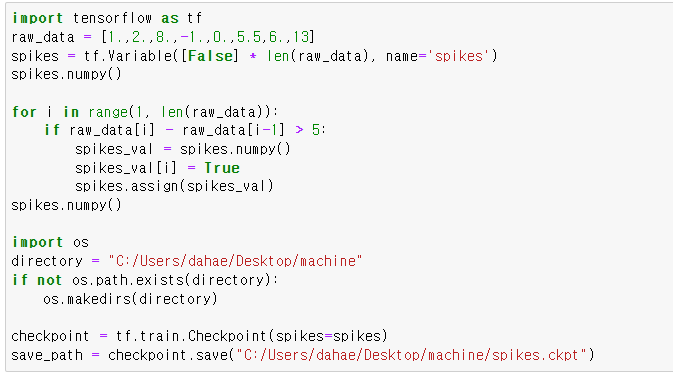 import tensorflow as tf
raw_data = [1.,2.,8.,-1.,0.,5.5,6.,13]
spikes = tf.Variable([False] * len(raw_data), name='spikes')
spikes.numpy()

for i in range(1, len(raw_data)):
    if raw_data[i] - raw_data[i-1] > 5:
        spikes_val = spikes.numpy()
        spikes_val[i] = True
        spikes.assign(spikes_val)
spikes.numpy()

import os
directory = "C:/Users/dahae/Desktop/machine"
if not os.path.exists(directory):
    os.makedirs(directory)

checkpoint = tf.train.Checkpoint(spikes=spikes)
save_path = checkpoint.save("C:/Users/dahae/Desktop/machine/spikes.ckpt")